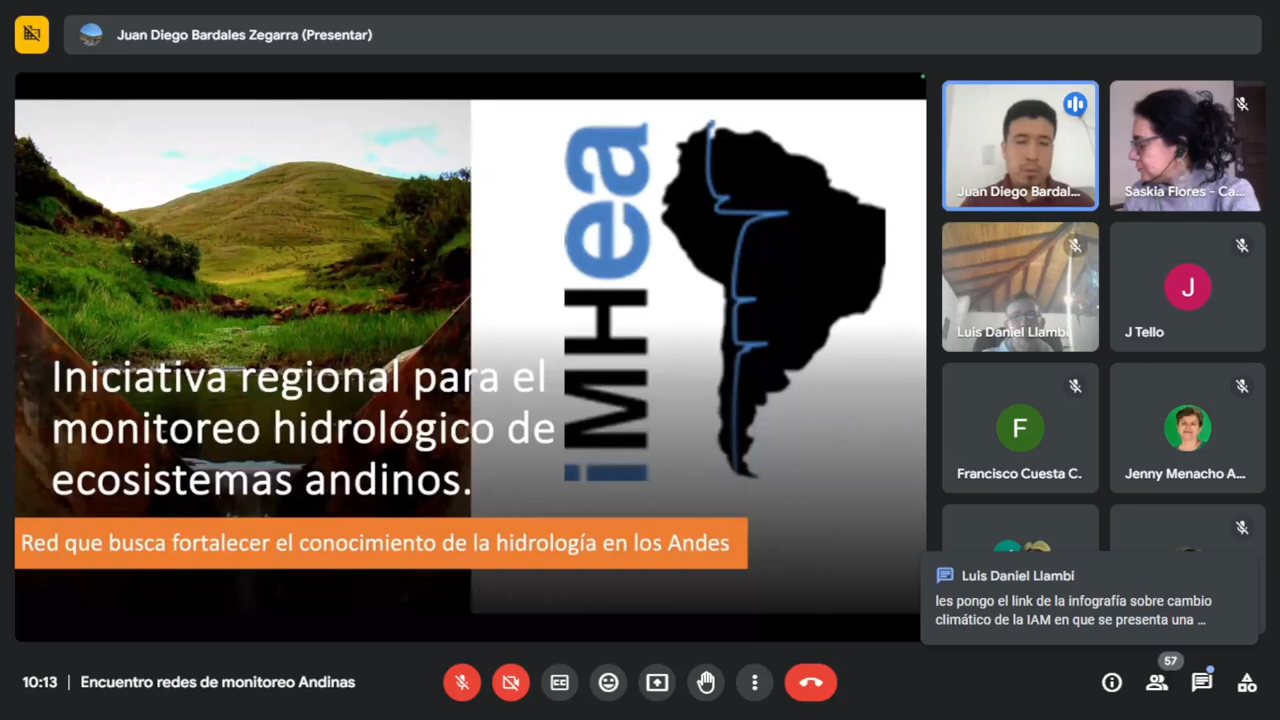 Juan Diego Bardales Zegarra (Presentar)
iMHea
Iniciativa regional para el
monitoreo hidrológico de
ecosistemas andinos.
Red que busca fortalecer el conocimiento de la hidrología en los Andes
Juan Diego Bardal...
Saskia Flores - Ca...
Luis Daniel Llambi
J
J Tello
F
Francisco Cuesta C.
Jenny Menacho A...
Luis Daniel Llambi
les pongo el link de la infografía sobre cambio
climático de la IAM en que se presenta una ...
10:13 | Encuentro redes de monitoreo Andinas
CC
57